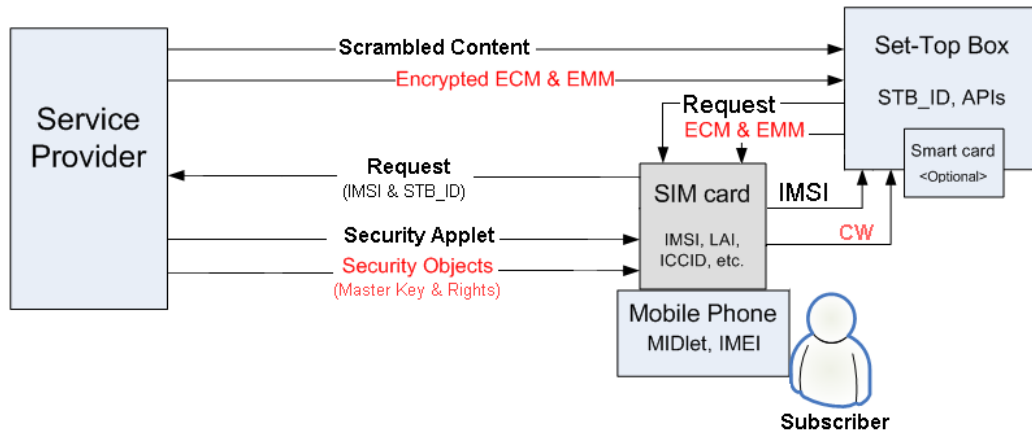 Service
Provider
Scrambled Content
Encrypted ECM & EMM
Set-Top Box
STB_ID, APIs
Smart card
<Optional>
Request
ECM & EMM
Request
(IMSI & STB_ID)
SIM card
IMSI, LAI,
ICCID, etc.
IMSI
CW
Security Applet
Security Objects
(Master Key & Rights)
Mobile Phone
MIDlet, IMEI
Subscriber